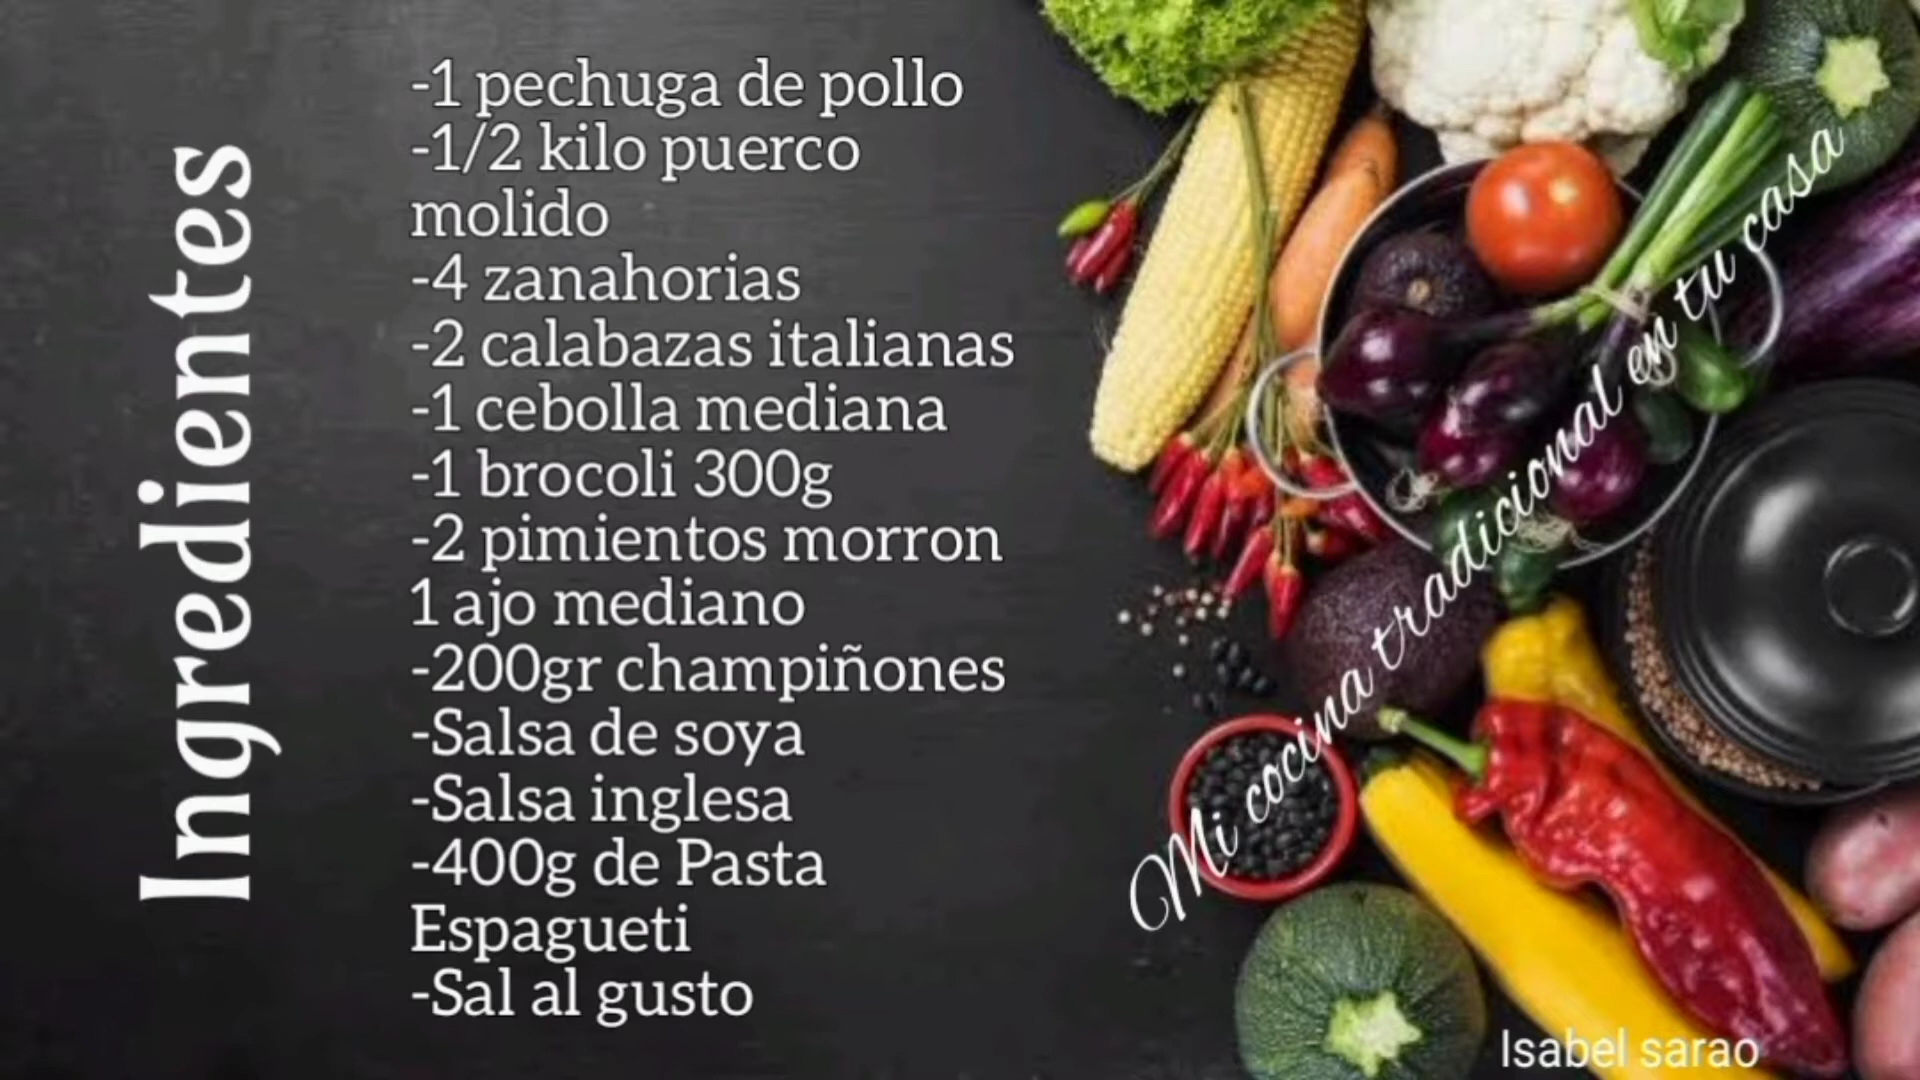 Ingredientes
-1 pechuga de pollo
-1/2 kilo puerco
molido
-4 zanahorias
-2 calabazas italianas
-1 cebolla mediana
-1 brocoli 300g
-2 pimientos morron
1 ajo mediano
-200gr champiñones
-Salsa de soya
-Salsa inglesa
-400g de Pasta
Espagueti
-Sal al gusto
Mi cocina tradicional en tu casa
Isabel sarao